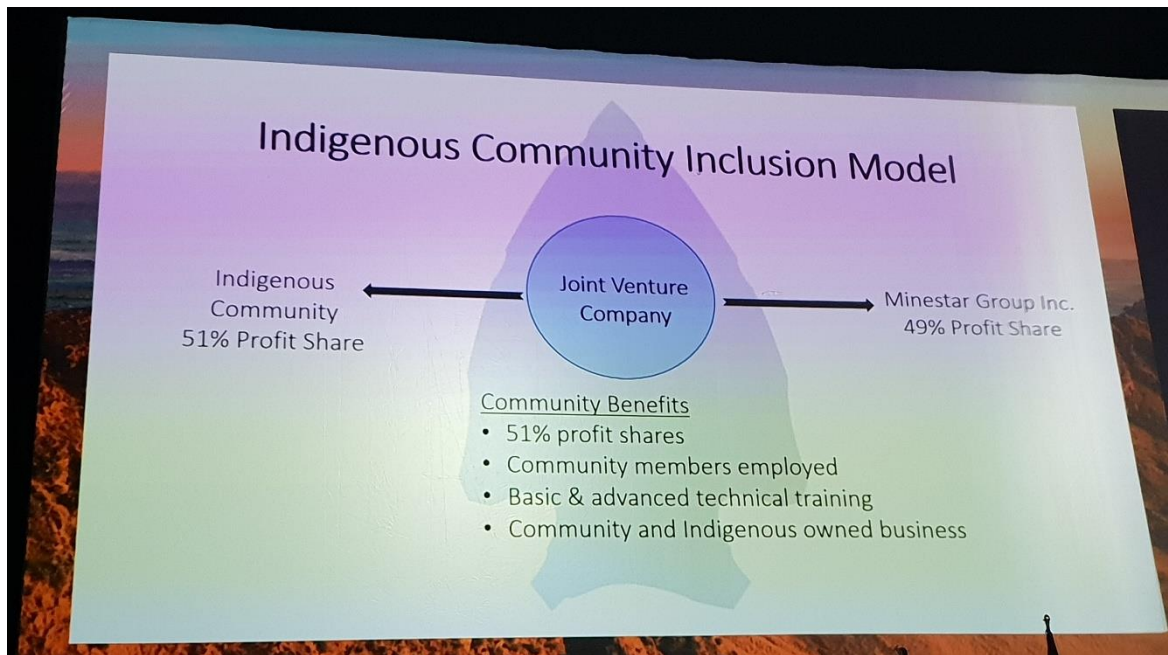 Indigenous Community Inclusion Model
Indigenous
Community
51% Profit Share
Joint Venture
Company
Minestar Group Inc.
49% Profit Share
Community Benefits
• 51% profit shares
• Community members employed
• Basic & advanced technical training
• Community and Indigenous owned business